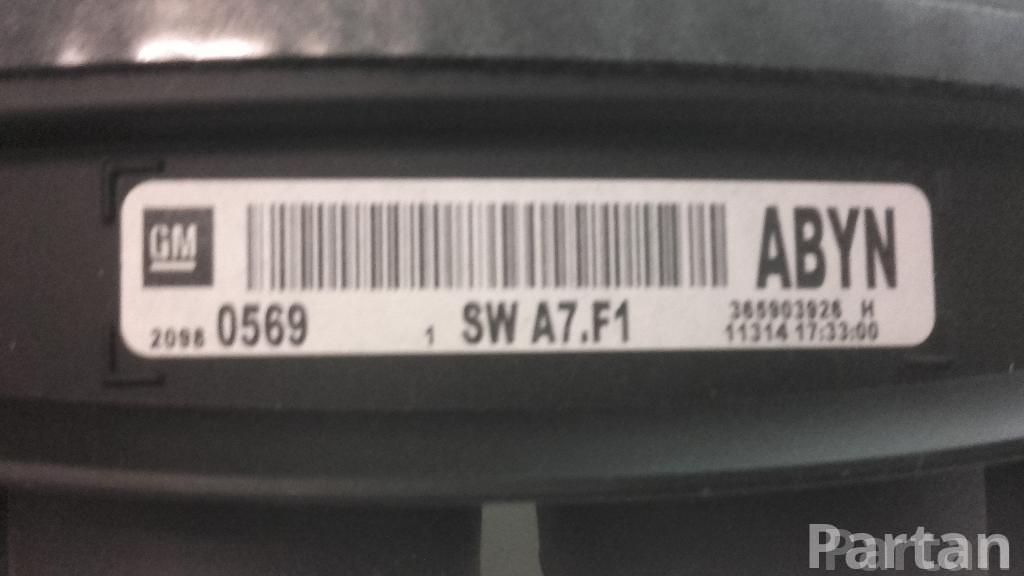 GM
ABYN
2098 0569 1 SW A7.F1
365903926 H
11314 17:33:00
Partan